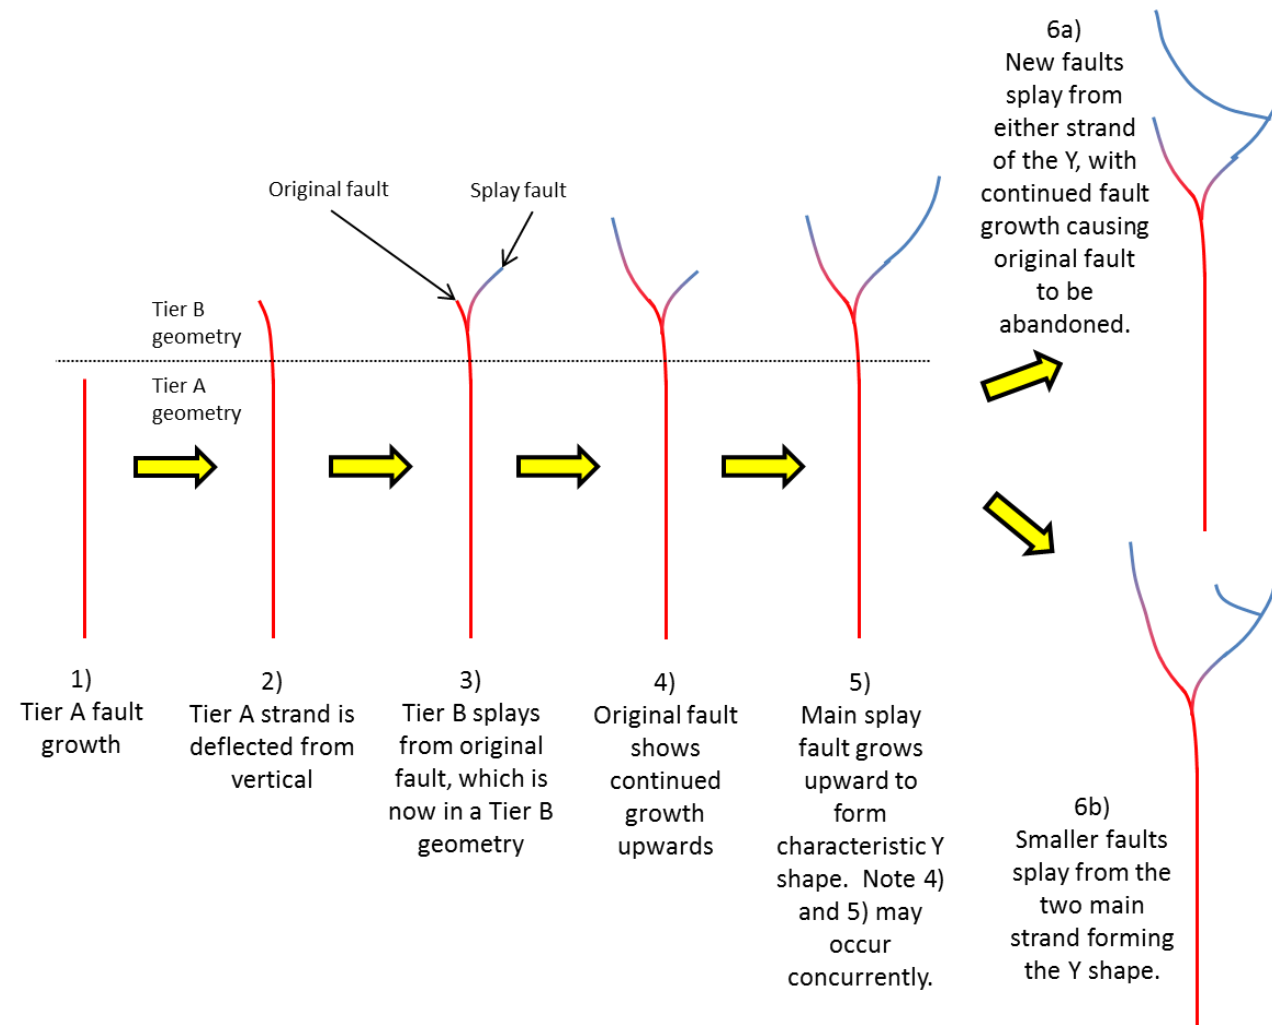 6a)
New faults
splay from
either strand
of the Y, with
continued fault
growth causing
original fault
to be
abandoned.
Original fault
Splay fault
Tier B
geometry
Tier A
geometry
1)
Tier A fault
growth
2)
Tier A strand is
deflected from
vertical
3)
Tier B splays
from original
fault, which is
now in a Tier B
geometry
4)
Original fault
shows
continued
growth
upwards
5)
Main splay
fault grows
upward to
form
characteristic Y
shape.  Note 4)
and 5) may
occur
concurrently.
6b)
Smaller faults
splay from the
two main
strand forming
the Y shape.